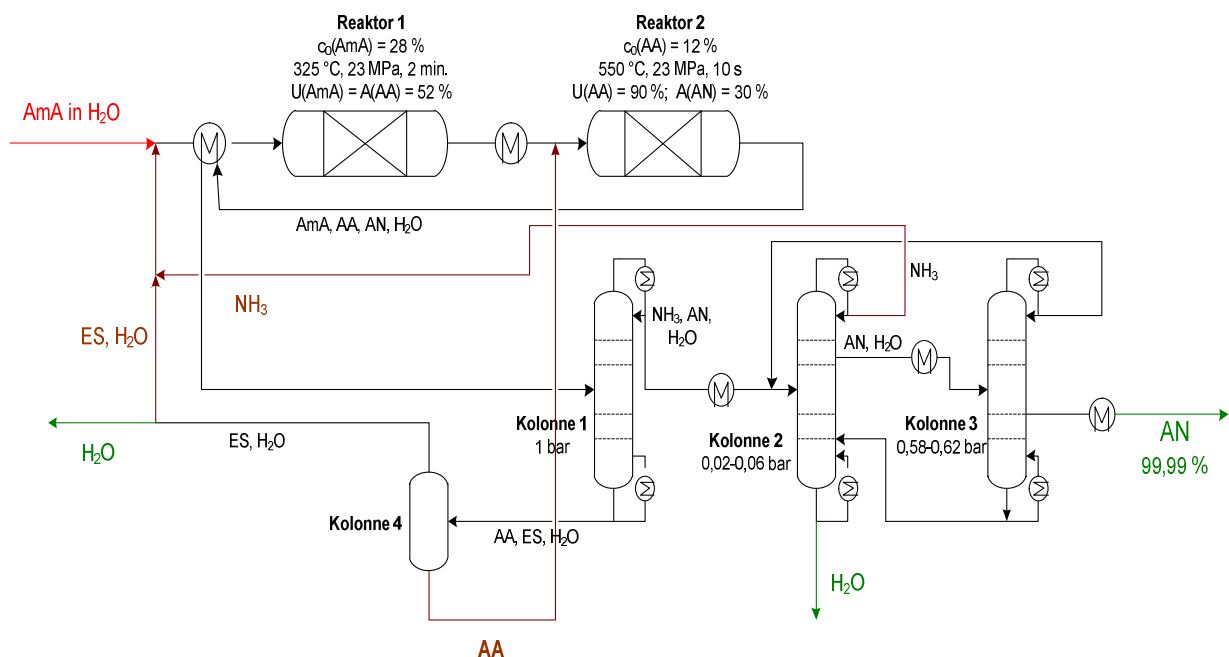 Reaktor 1
c₀(AmA) = 28 %
325 °C, 23 MPa, 2 min.
U(AmA) = A(AA) = 52 %
Reaktor 2
c₀(AA) = 12 %
550 °C, 23 MPa, 10 s
U(AA) = 90 %; A(AN) = 30 %
AmA in H₂O
M
M
AmA, AA, AN, H₂O
NH₃
NH₃
ES, H₂O
NH₃, AN,
H₂O
AN, H₂O
M
M
M
Kolonne 1
1 bar
Kolonne 2
0,02-0,06 bar
Kolonne 3
0,58-0,62 bar
AN
99,99 %
H₂O
ES, H₂O
Kolonne 4
AA, ES, H₂O
H₂O
AA
M
M
M
M
M
M